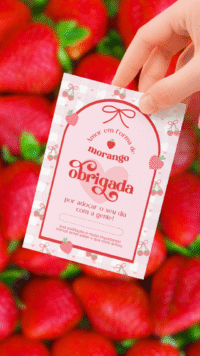 Amor em forma de
morango
obrigada
por adoçar o seu dia
com a gente!